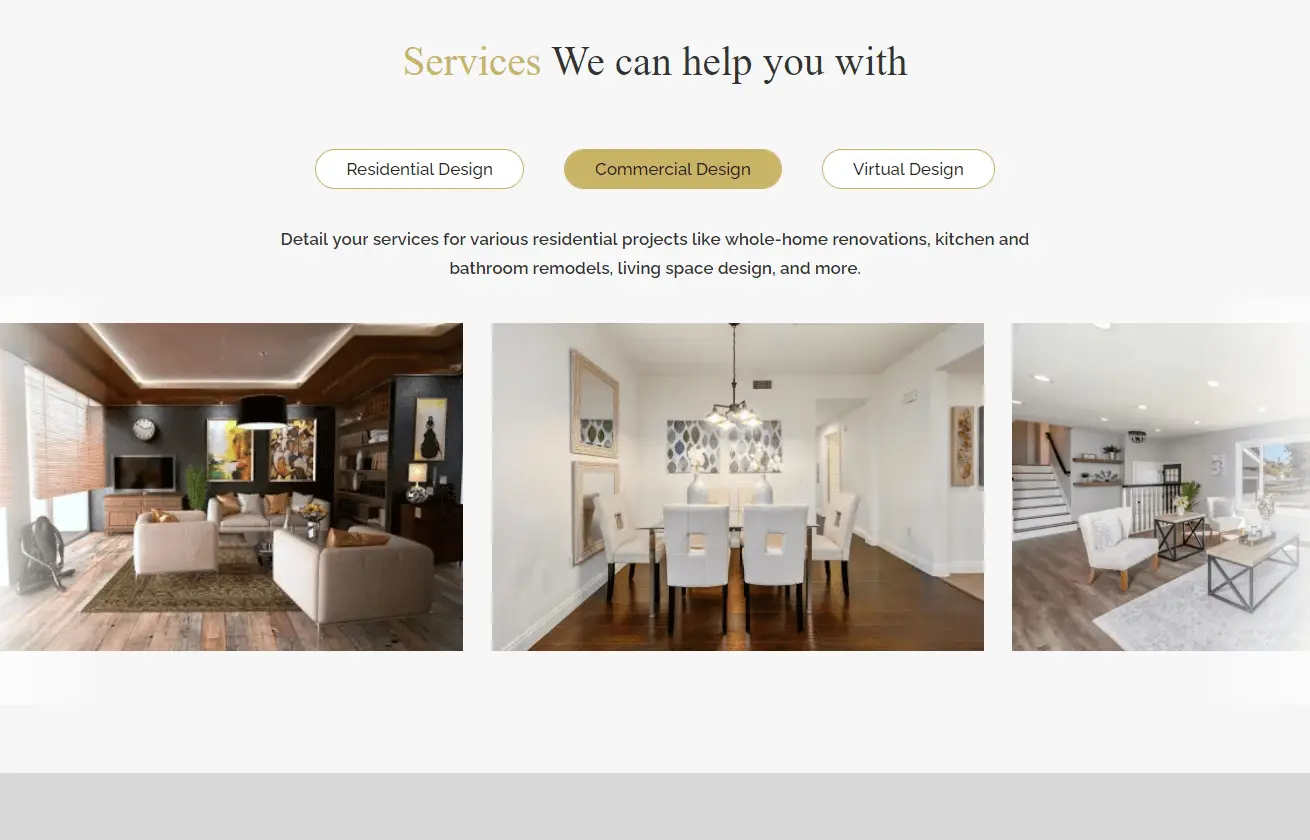 Services We can help you with
Residential Design
Commercial Design
Virtual Design
Detail your services for various residential projects like whole-home renovations, kitchen and
bathroom remodels, living space design, and more.